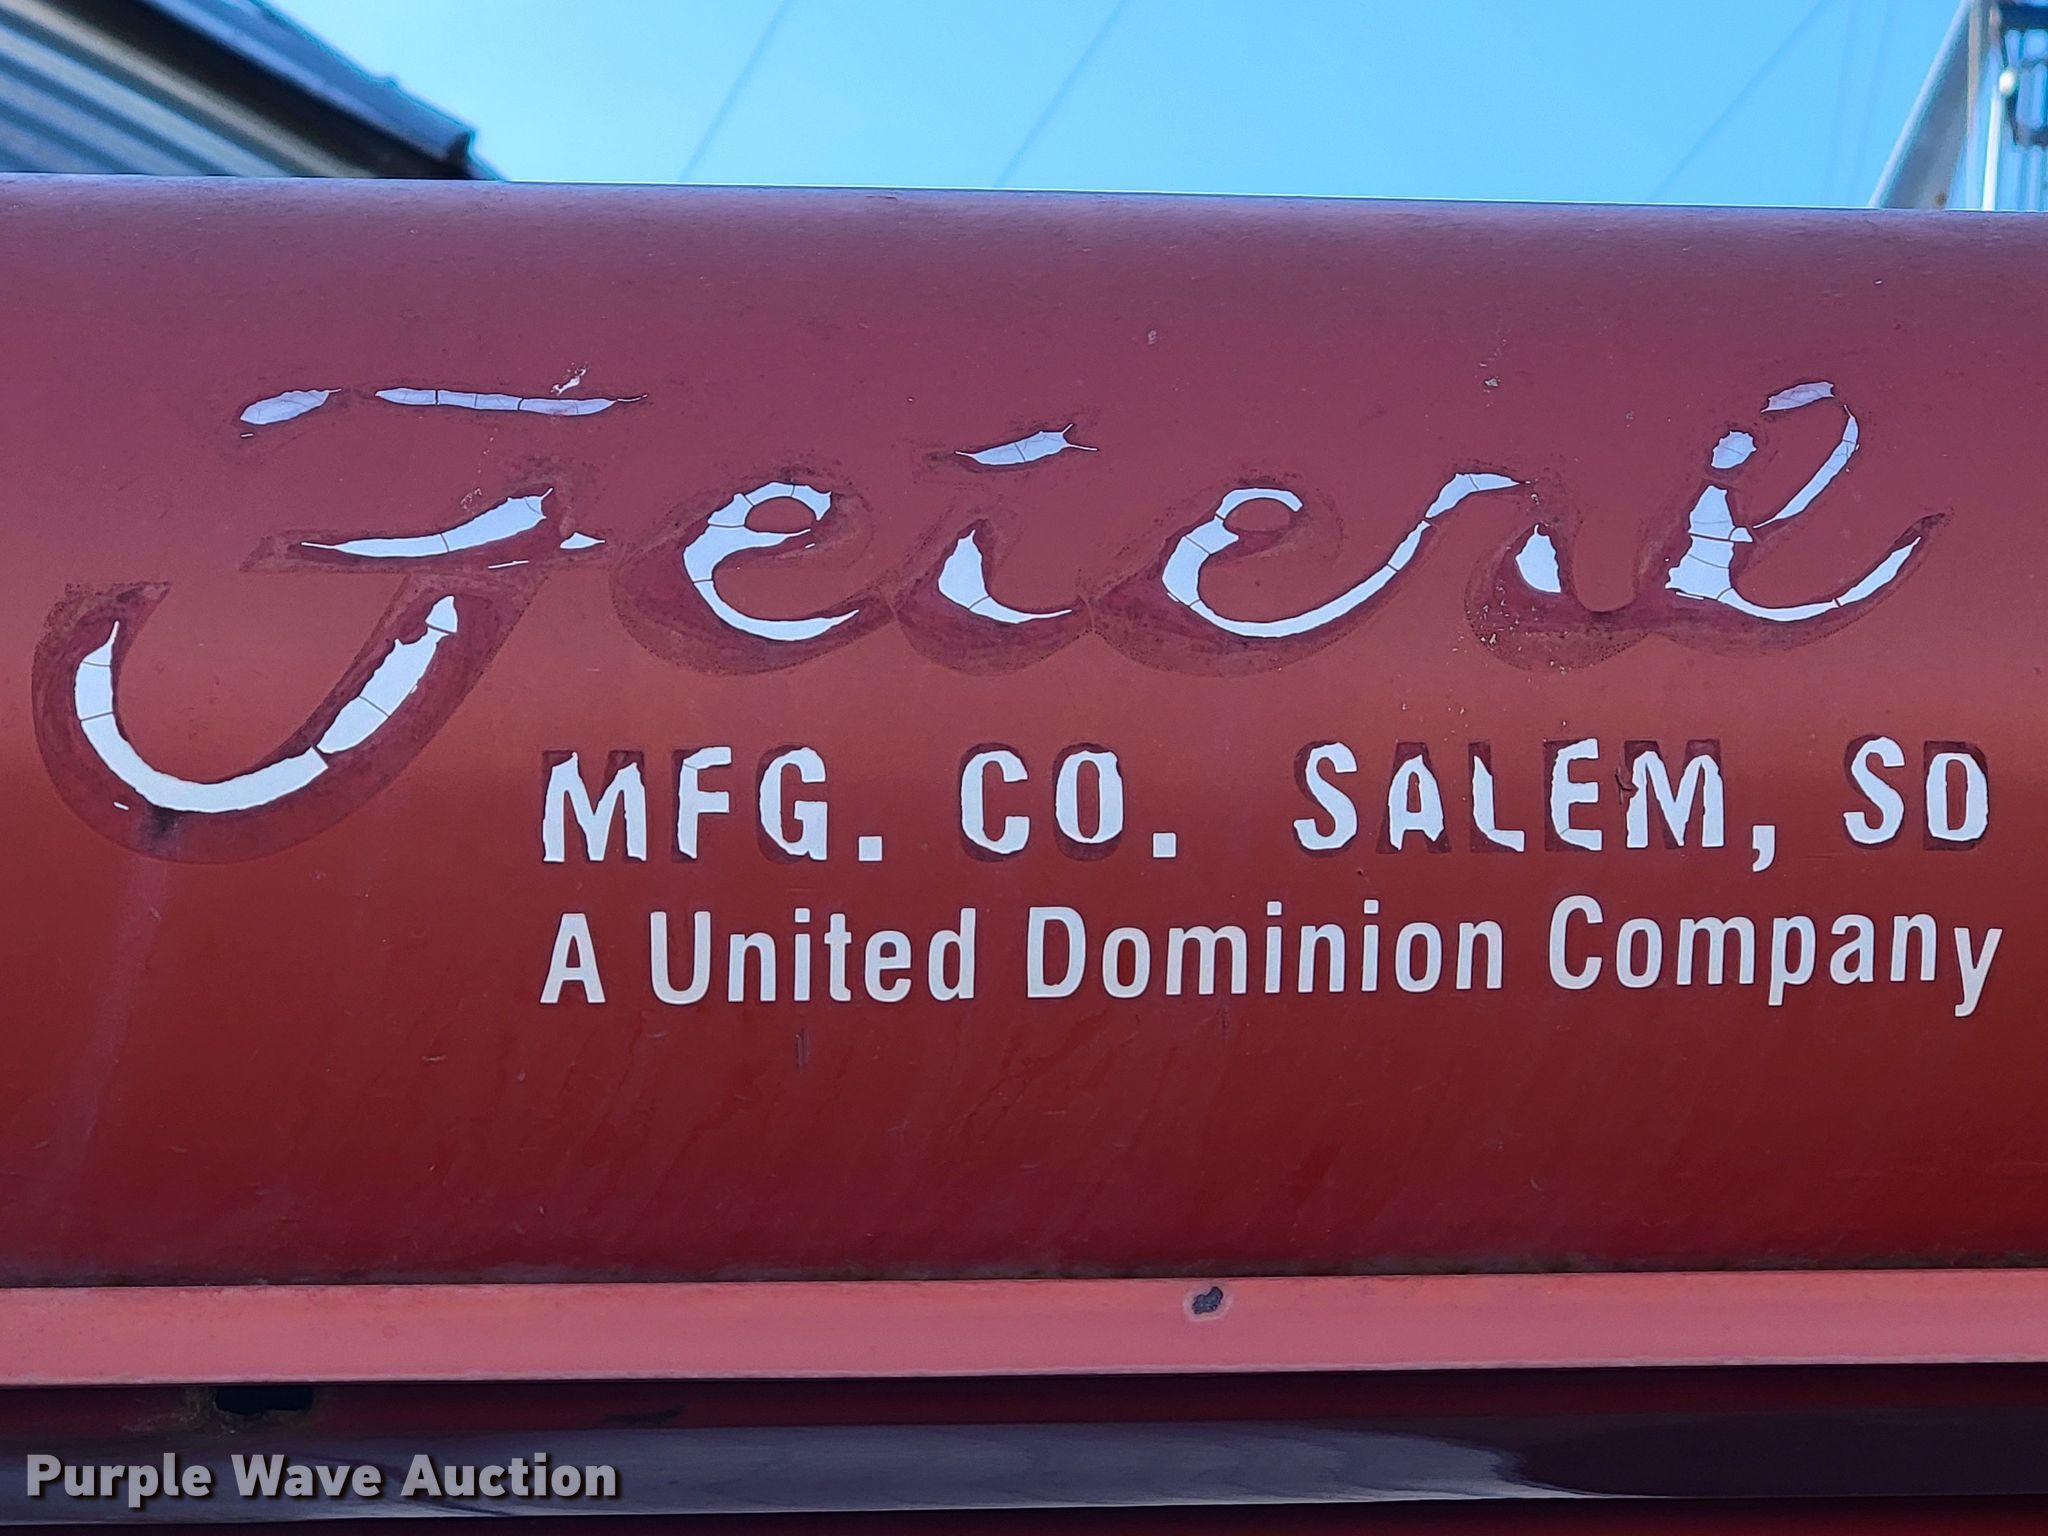 Feterl
MFG. CO. SALEM, SD
A United Dominion Company
Purple Wave Auction